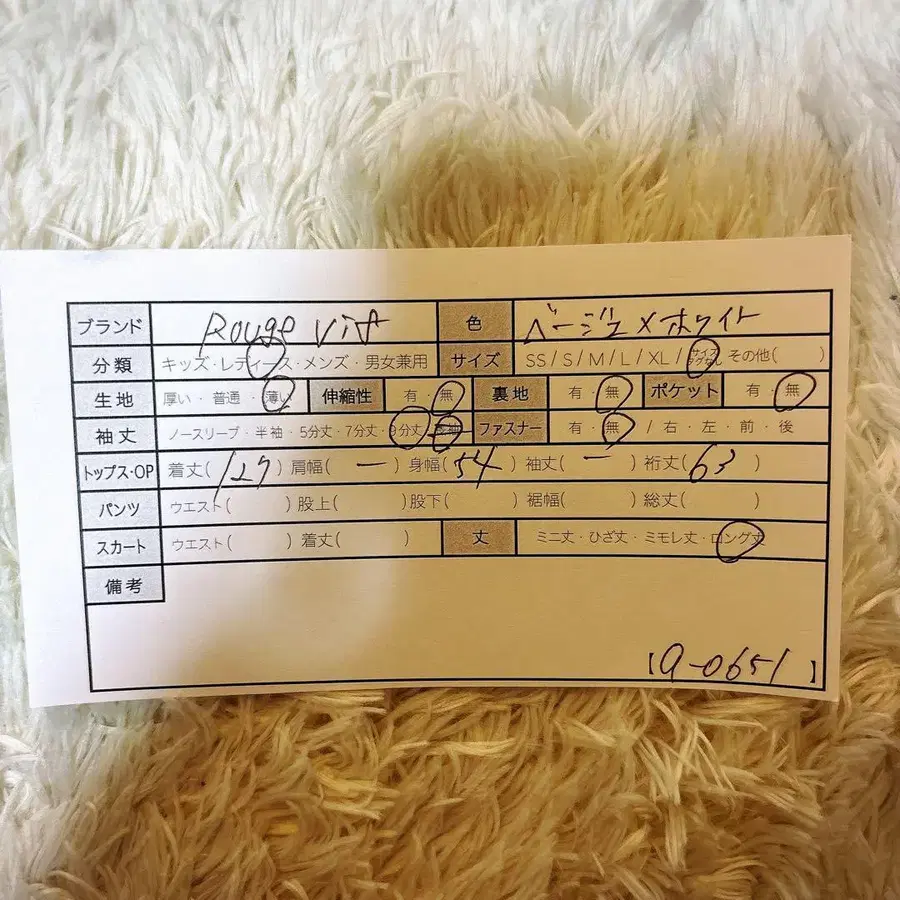 ブランド Rouge vif 色 ベージュ×ホワイト
分類 キッズ・レディース・メンズ・男女兼用 サイズ SS/S/M/L/XL/サイズタグなし その他( )
生地 厚い・普通・薄い 伸縮性 有・無 裏地 有・無 ポケット 有・無
袖丈 ノースリーブ・半袖・5分丈・7分丈・9分丈・長袖 ファスナー 有・無 / 右・左・前・後
トップス・OP 着丈(127) 肩幅(ー) 身幅(54) 袖丈(ー) 裄丈(63)
パンツ ウエスト( ) 股上( ) 股下( ) 裾幅( ) 総丈( )
スカート ウエスト( ) 着丈( ) 丈 ミニ丈・ひざ丈・ミモレ丈・ロング丈
備考
【a-0651】